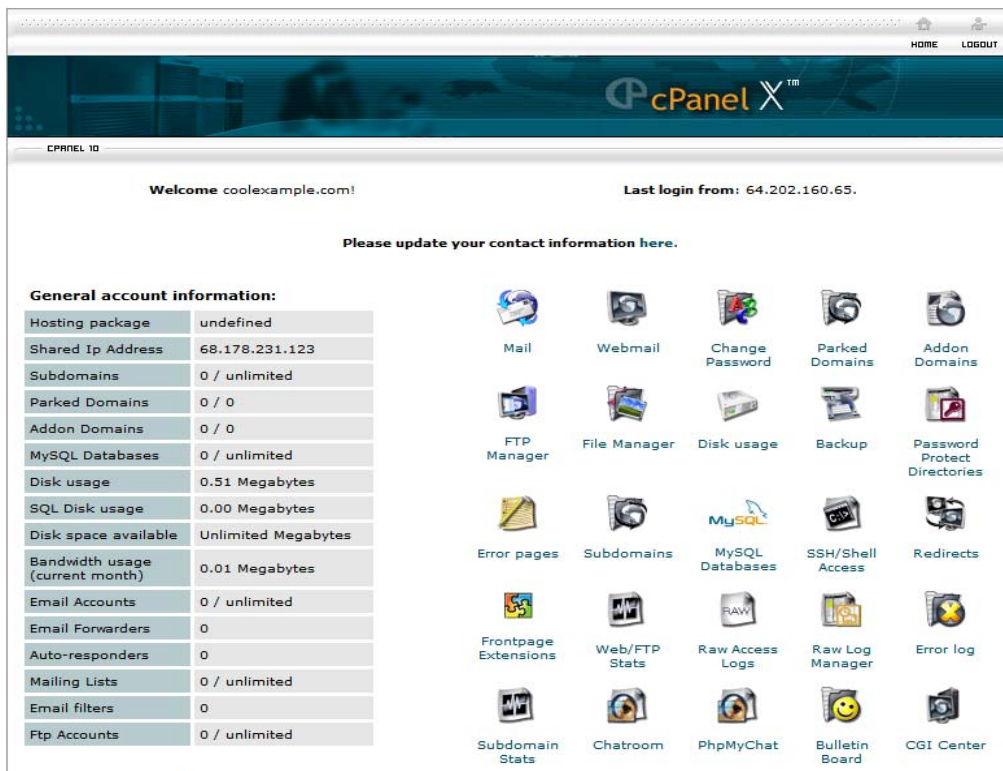 HOME LOGOUT
cPanel X™
CPANEL 10
Welcome coolexample.com! Last login from: 64.202.160.65.
Please update your contact information here.
General account information:
Hosting package undefined
Shared Ip Address 68.178.231.123
Subdomains 0 / unlimited
Parked Domains 0 / 0
Addon Domains 0 / 0
MySQL Databases 0 / unlimited
Disk usage 0.51 Megabytes
SQL Disk usage 0.00 Megabytes
Disk space available Unlimited Megabytes
Bandwidth usage
(current month) 0.01 Megabytes
Email Accounts 0 / unlimited
Email Forwarders 0
Auto-responders 0
Mailing Lists 0 / unlimited
Email filters 0
Ftp Accounts 0 / unlimited
Mail
Webmail
Change
Password
Parked
Domains
Addon
Domains
FTP
Manager
File Manager
Disk usage
Backup
Password
Protect
Directories
Error pages
Subdomains
MySQL
MySQL
Databases
C:\>
SSH/Shell
Access
Redirects
Frontpage
Extensions
Web/FTP
Stats
RAW
Raw Access
Logs
Raw Log
Manager
Error log
Subdomain
Stats
Chatroom
PhpMyChat
Bulletin
Board
CGI Center